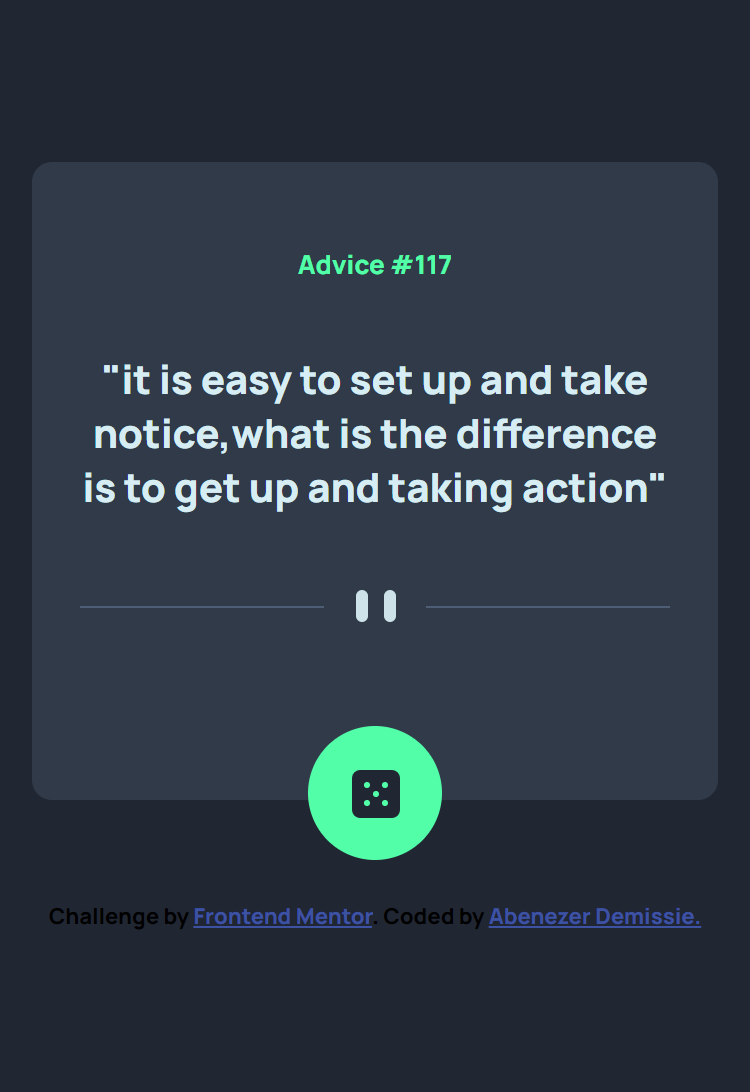 Advice #117
"it is easy to set up and take
notice,what is the difference
is to get up and taking action"
Challenge by Frontend Mentor. Coded by Abenezer Demissie.